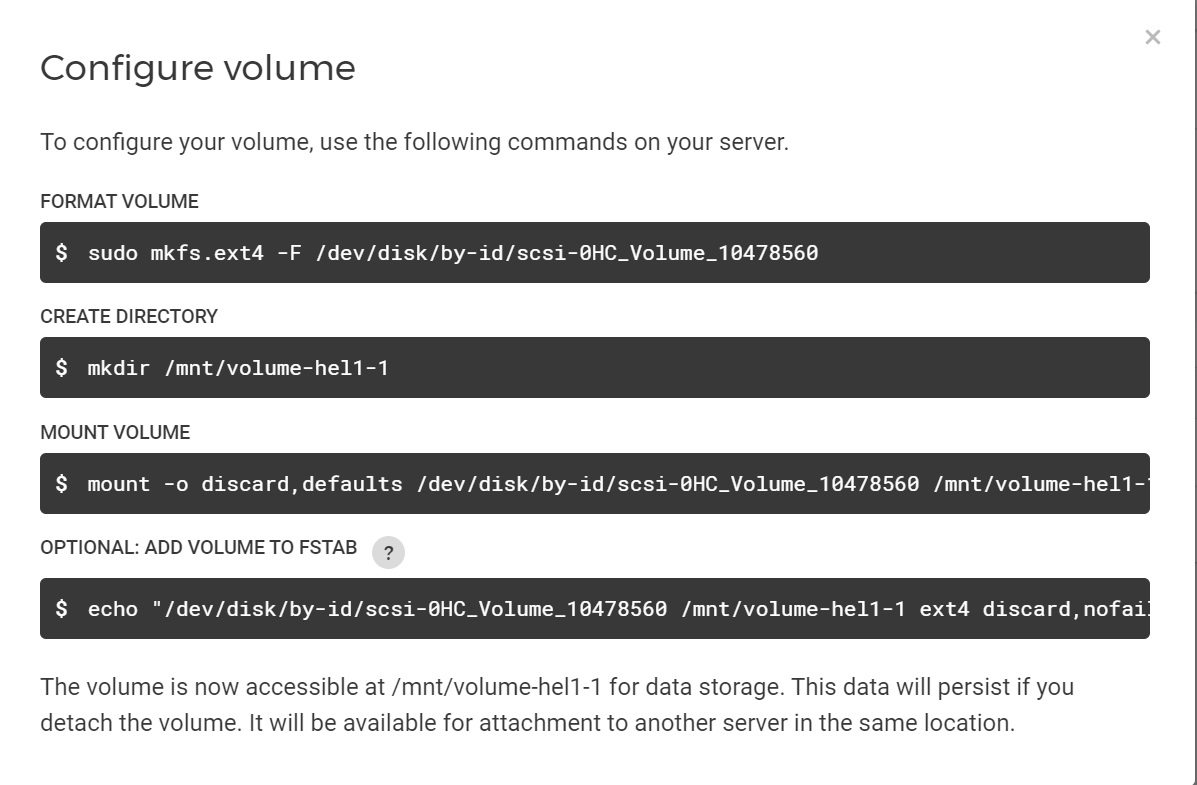 ×
Configure volume
To configure your volume, use the following commands on your server.
FORMAT VOLUME
$ sudo mkfs.ext4 -F /dev/disk/by-id/scsi-0HC_Volume_10478560
CREATE DIRECTORY
$ mkdir /mnt/volume-hel1-1
MOUNT VOLUME
$ mount -o discard,defaults /dev/disk/by-id/scsi-0HC_Volume_10478560 /mnt/volume-hel1-
OPTIONAL: ADD VOLUME TO FSTAB ?
$ echo "/dev/disk/by-id/scsi-0HC_Volume_10478560 /mnt/volume-hel1-1 ext4 discard,nofai
The volume is now accessible at /mnt/volume-hel1-1 for data storage. This data will persist if you
detach the volume. It will be available for attachment to another server in the same location.